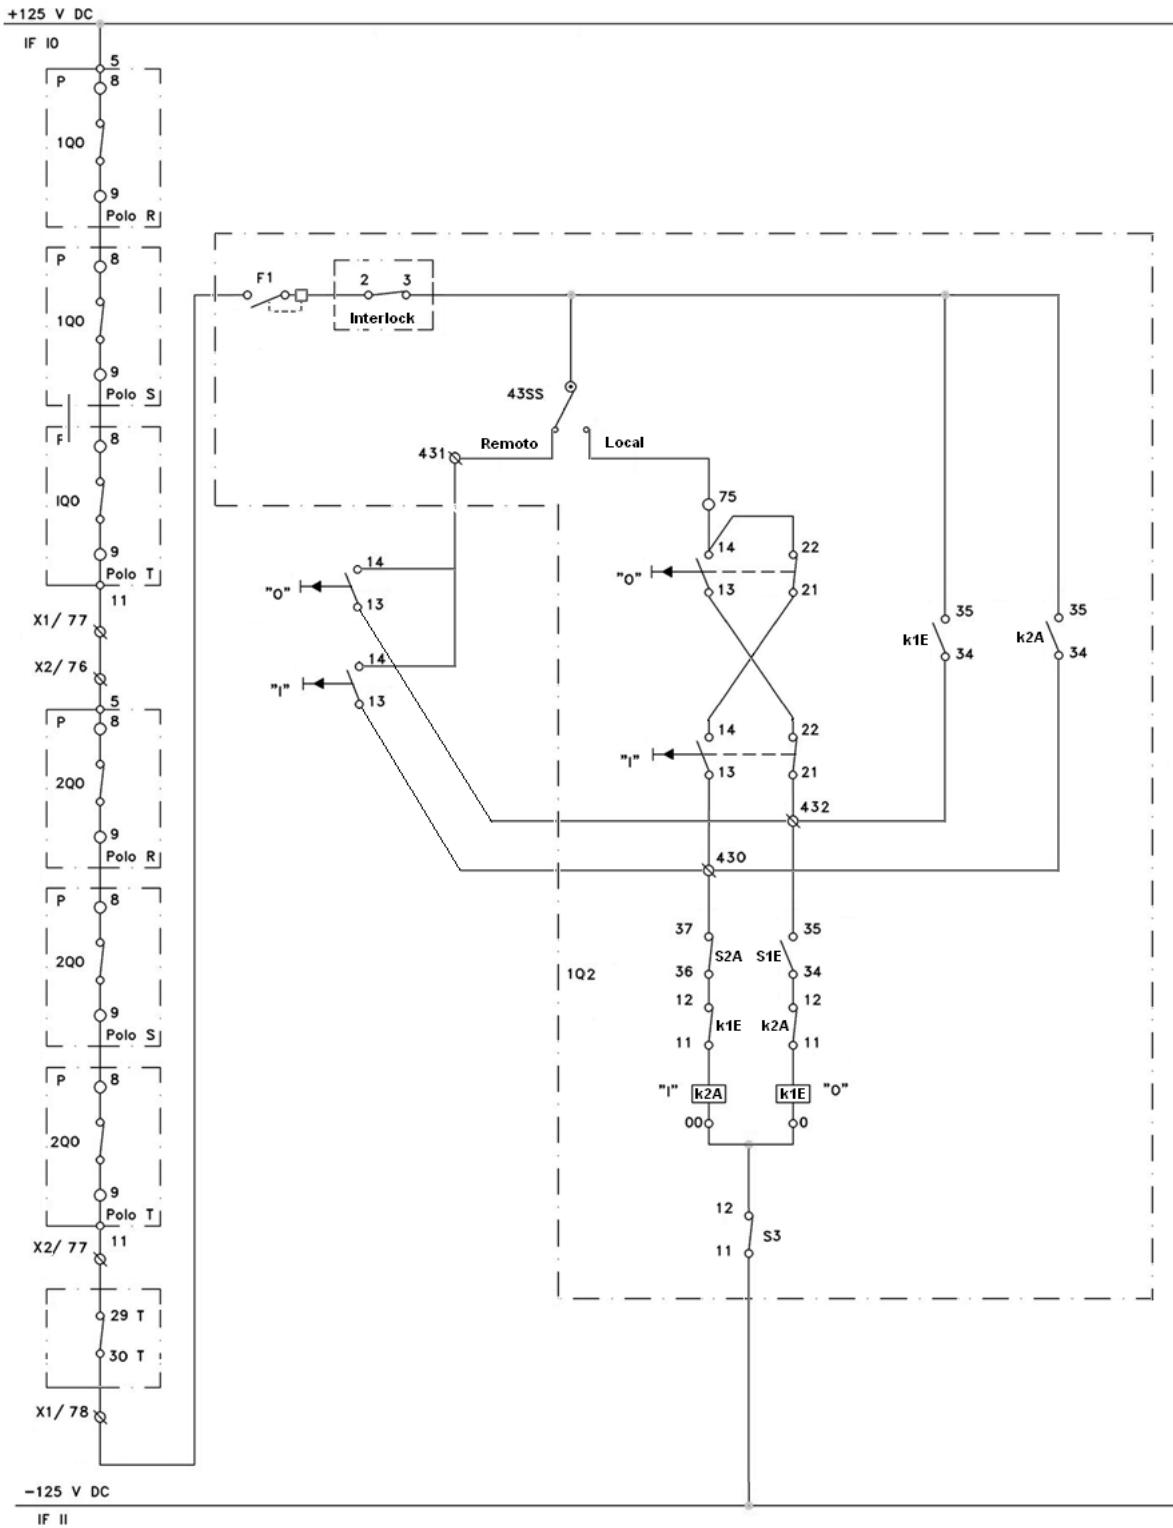 +125 V DC
IF 10
5
P
8
1Q0
9
Polo R
P
8
1Q0
9
Polo S
8
1Q0
9
Polo T
11
X1/ 77
X2/ 76
5
P
8
2Q0
9
Polo R
P
8
2Q0
9
Polo S
P
8
2Q0
9
Polo T
11
X2/ 77
29 T
30 T
X1/ 78
-125 V DC
IF II
F1
2 3
Interlock
43SS
Remoto
Local
431
75
14
"O"
13
14
"I"
13
14 22
"O"
13 21
14 22
"I"
13 21
432
430
35
k1E
34
35
k2A
34
37 35
S2A S1E
36 34
1Q2
12 12
k1E k2A
11 11
"I" k2A k1E "O"
00 0
12
S3
11